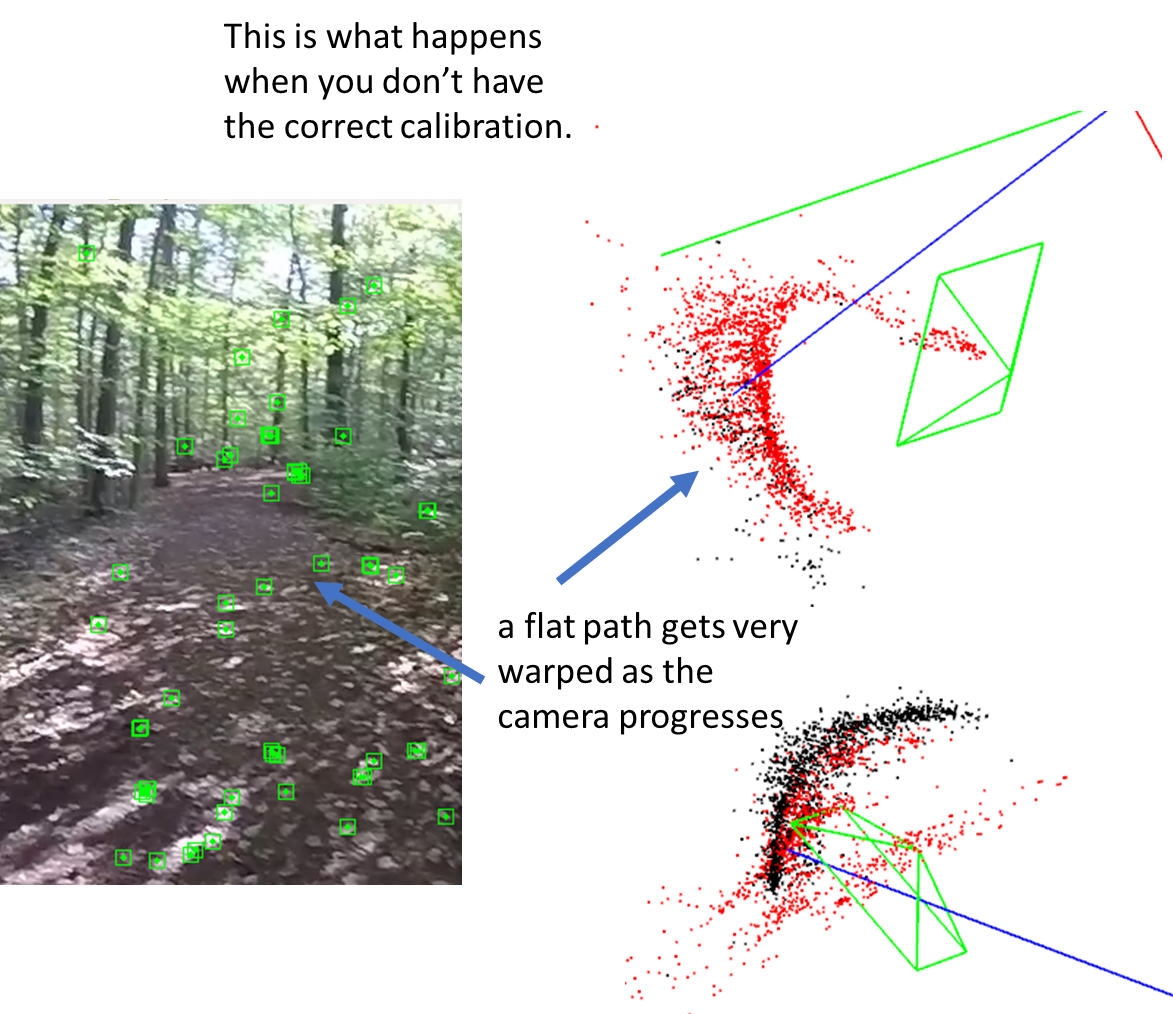 This is what happens
when you don’t have
the correct calibration.
a flat path gets very
warped as the
camera progresses